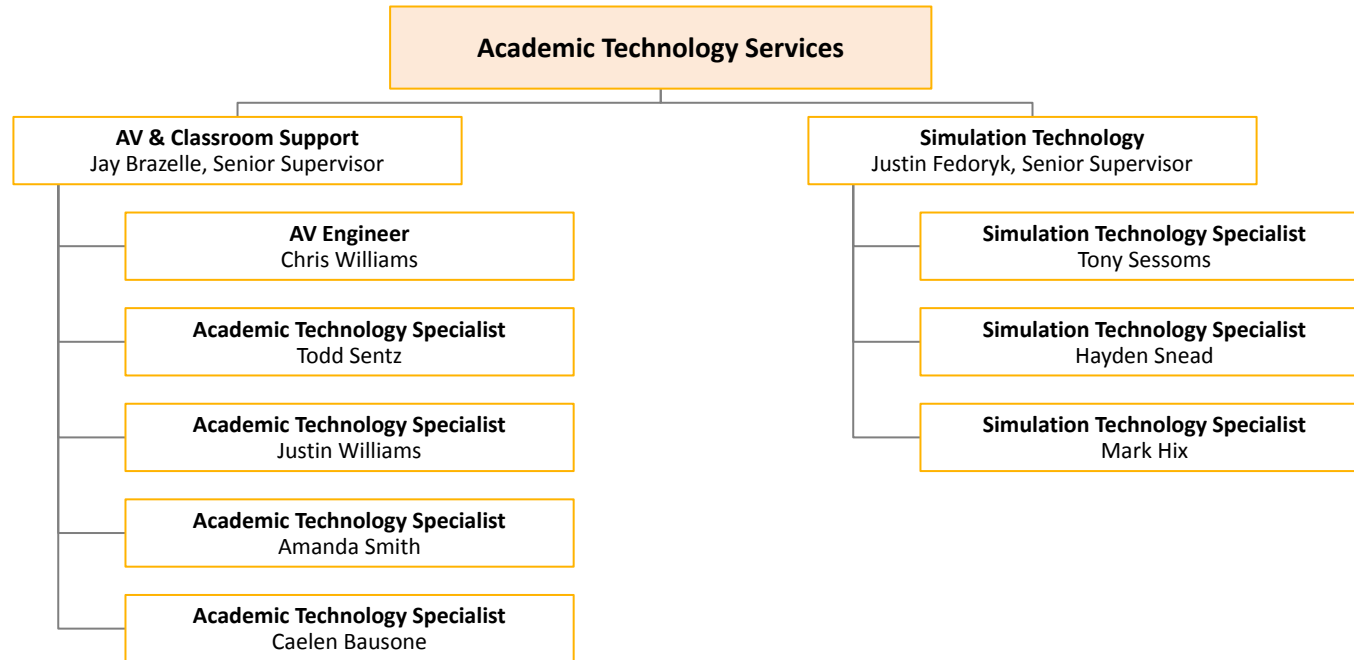 Academic Technology Services
AV & Classroom Support
Jay Brazelle, Senior Supervisor
AV Engineer
Chris Williams
Academic Technology Specialist
Todd Sentz
Academic Technology Specialist
Justin Williams
Academic Technology Specialist
Amanda Smith
Academic Technology Specialist
Caelen Bausone
Simulation Technology
Justin Fedoryk, Senior Supervisor
Simulation Technology Specialist
Tony Sessoms
Simulation Technology Specialist
Hayden Snead
Simulation Technology Specialist
Mark Hix